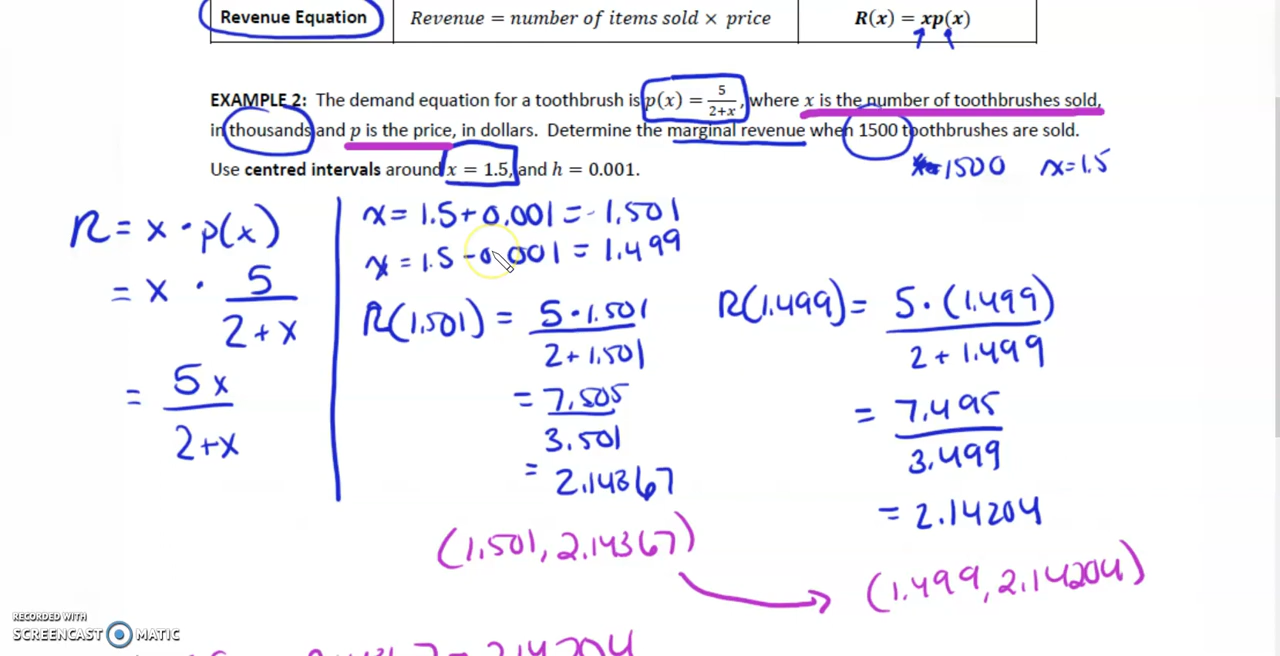 Revenue Equation Revenue = number of items sold × price R(x) = xp(x)
EXAMPLE 2: The demand equation for a toothbrush is p(x) = 5/(2+x), where x is the number of toothbrushes sold,
in thousands and p is the price, in dollars. Determine the marginal revenue when 1500 toothbrushes are sold.
Use centred intervals around x = 1.5, and h = 0.001.
1500 x=1.5
R = x · p(x)
= x · 5/(2+x)
= 5x/(2+x)
x = 1.5+0.001 = 1.501
x = 1.5-0.001 = 1.499
R(1.501) = 5·1.501/(2+1.501)
= 7.505/3.501
= 2.14367
R(1.499) = 5·(1.499)/(2+1.499)
= 7.495/3.499
= 2.14204
(1.501, 2.14367)
(1.499, 2.14204)
RECORDED WITH
SCREENCAST MATIC